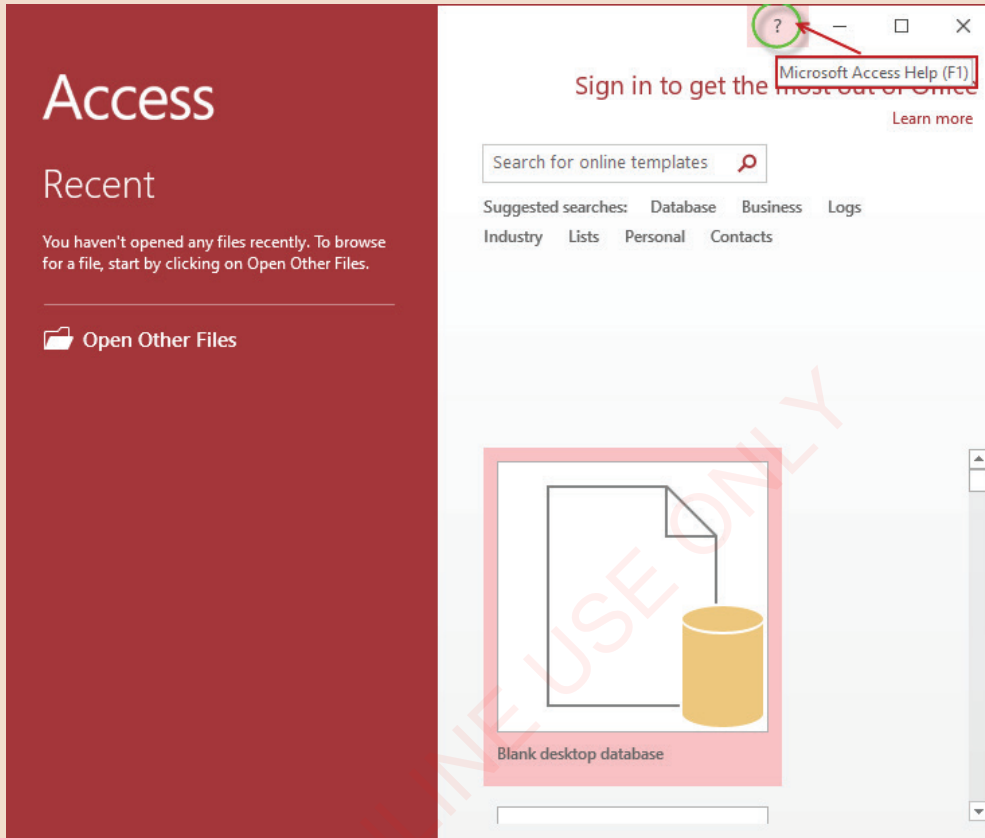 ?
Microsoft Access Help (F1)
Access
Sign in to get the most out of Office
Learn more
Recent
Search for online templates
You haven't opened any files recently. To browse
for a file, start by clicking on Open Other Files.
Suggested searches: Database Business Logs
Industry Lists Personal Contacts
Open Other Files
Blank desktop database
USE ONLY